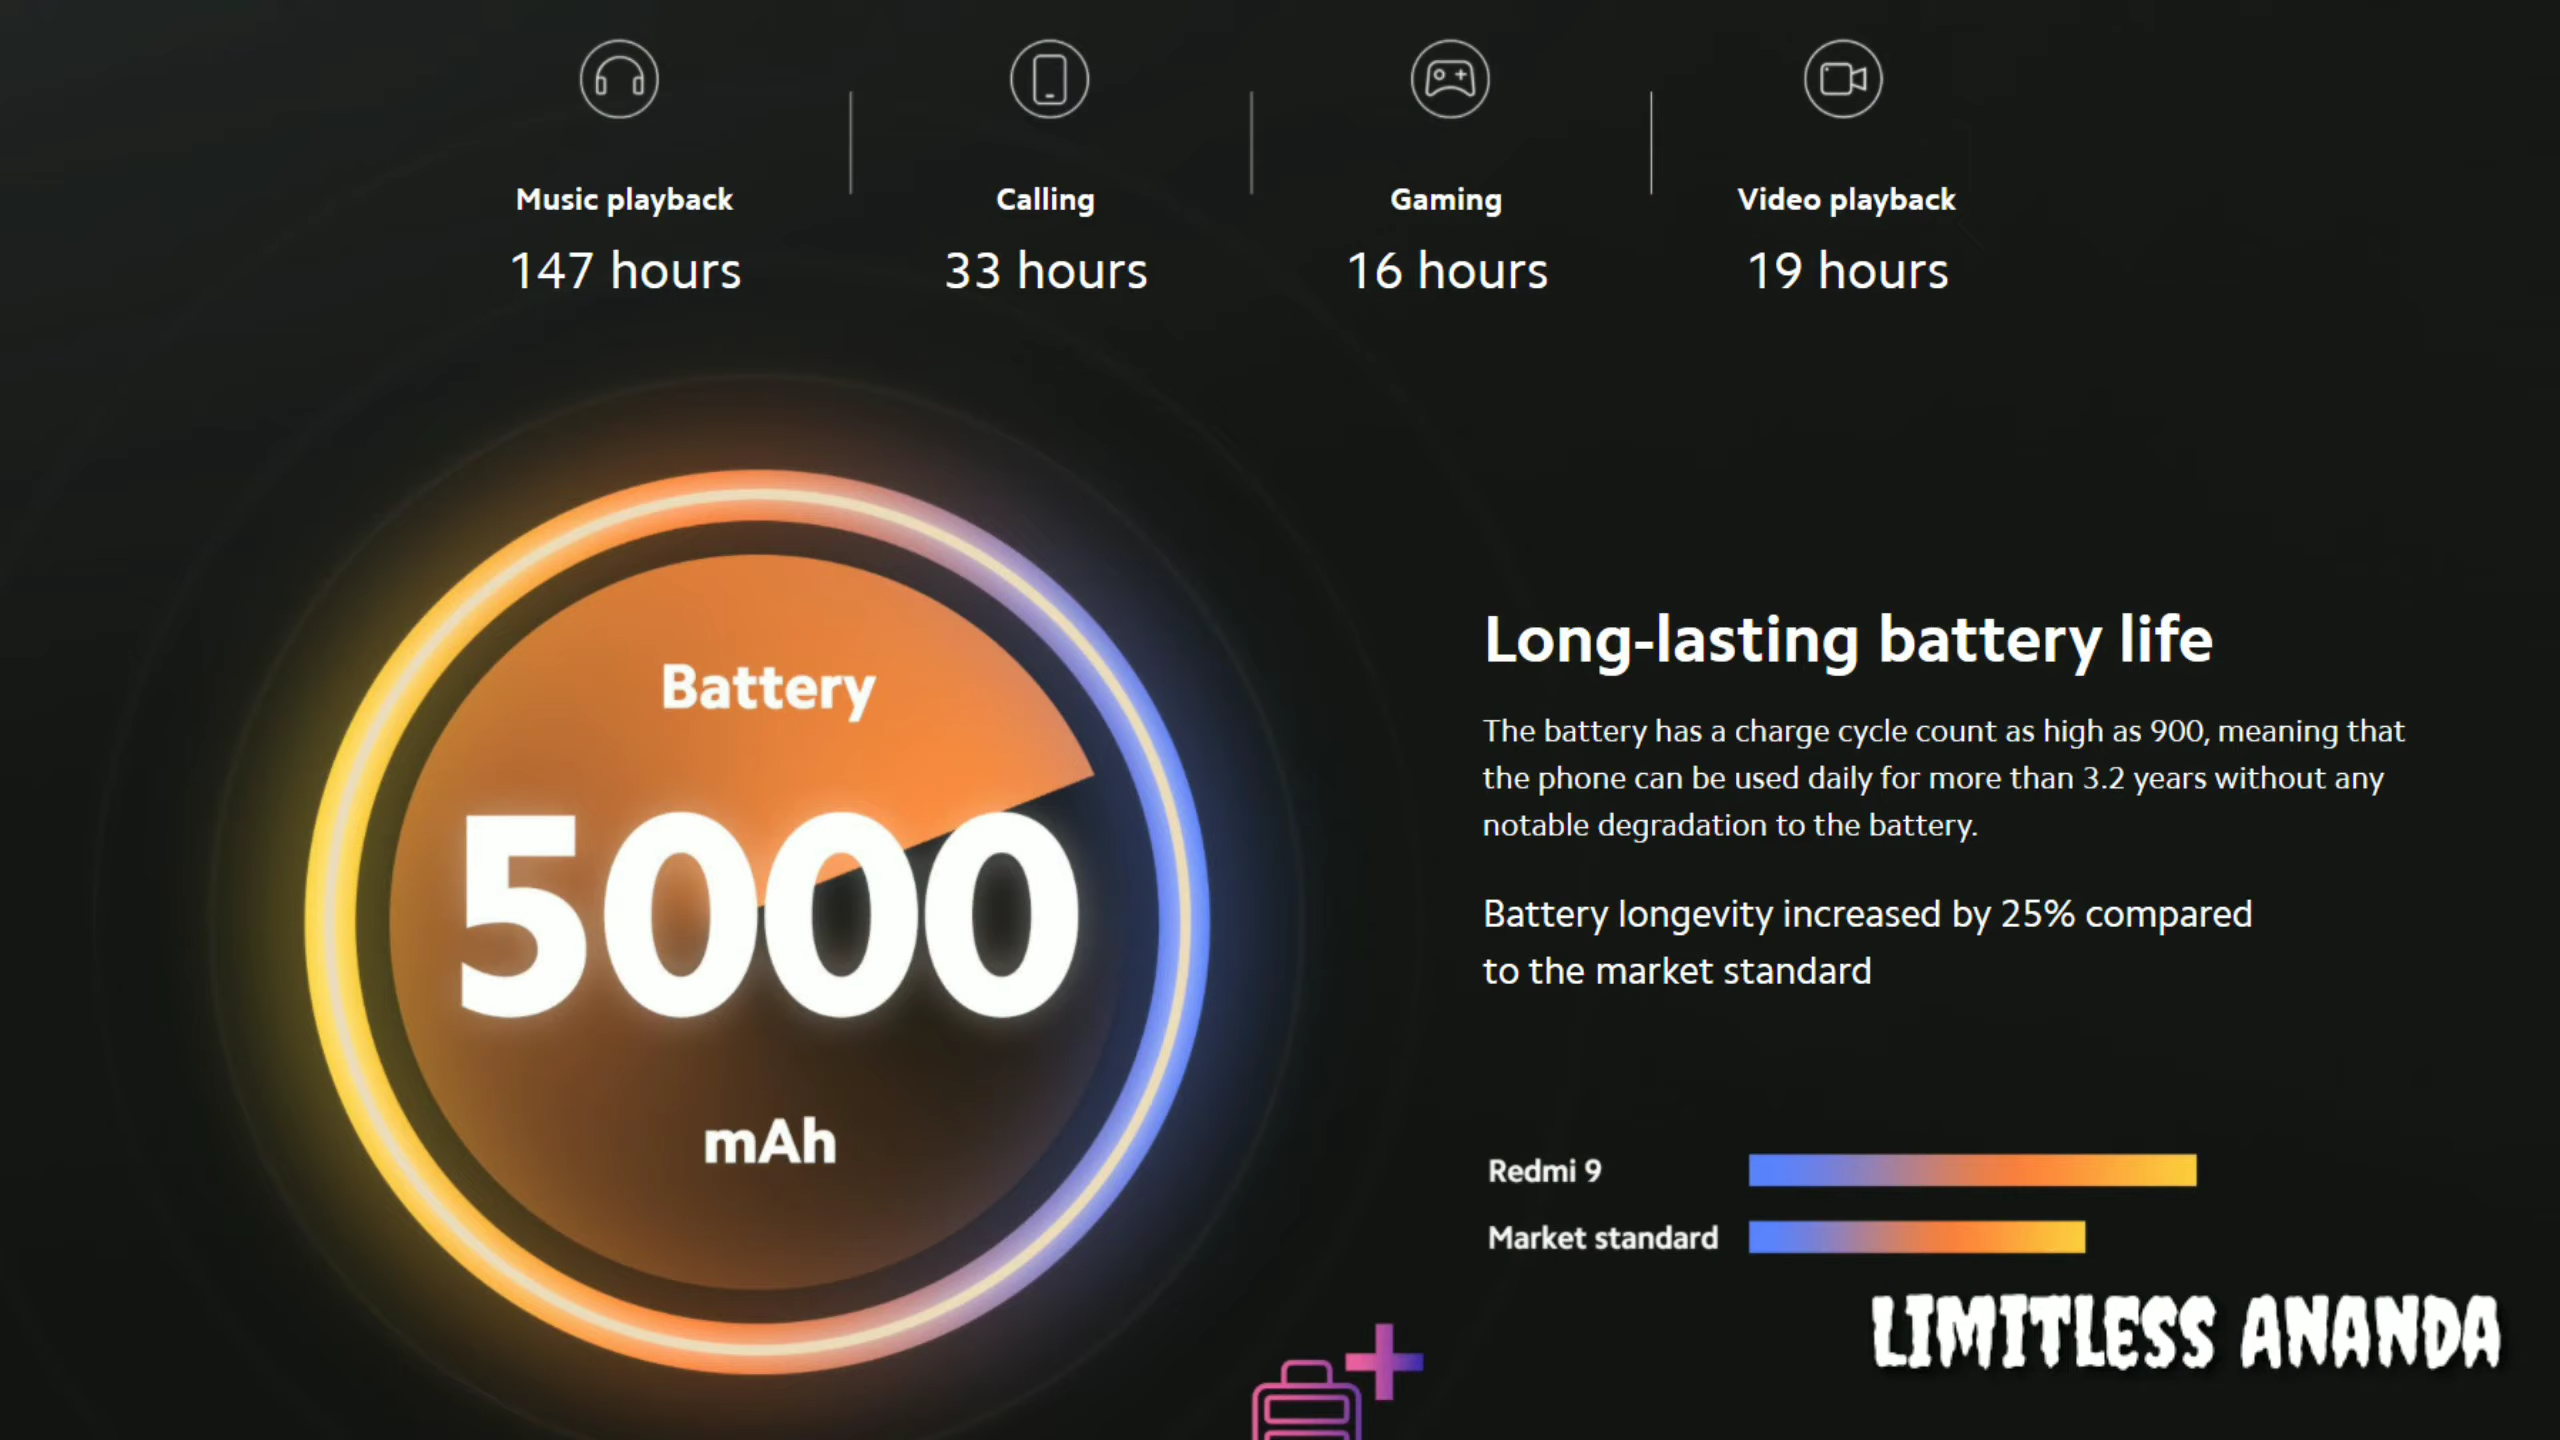 Music playback
147 hours
Calling
33 hours
Gaming
16 hours
Video playback
19 hours
Battery
5000
mAh
Long-lasting battery life
The battery has a charge cycle count as high as 900, meaning that
the phone can be used daily for more than 3.2 years without any
notable degradation to the battery.
Battery longevity increased by 25% compared
to the market standard
Redmi 9
Market standard
LIMITLESS ANANDA